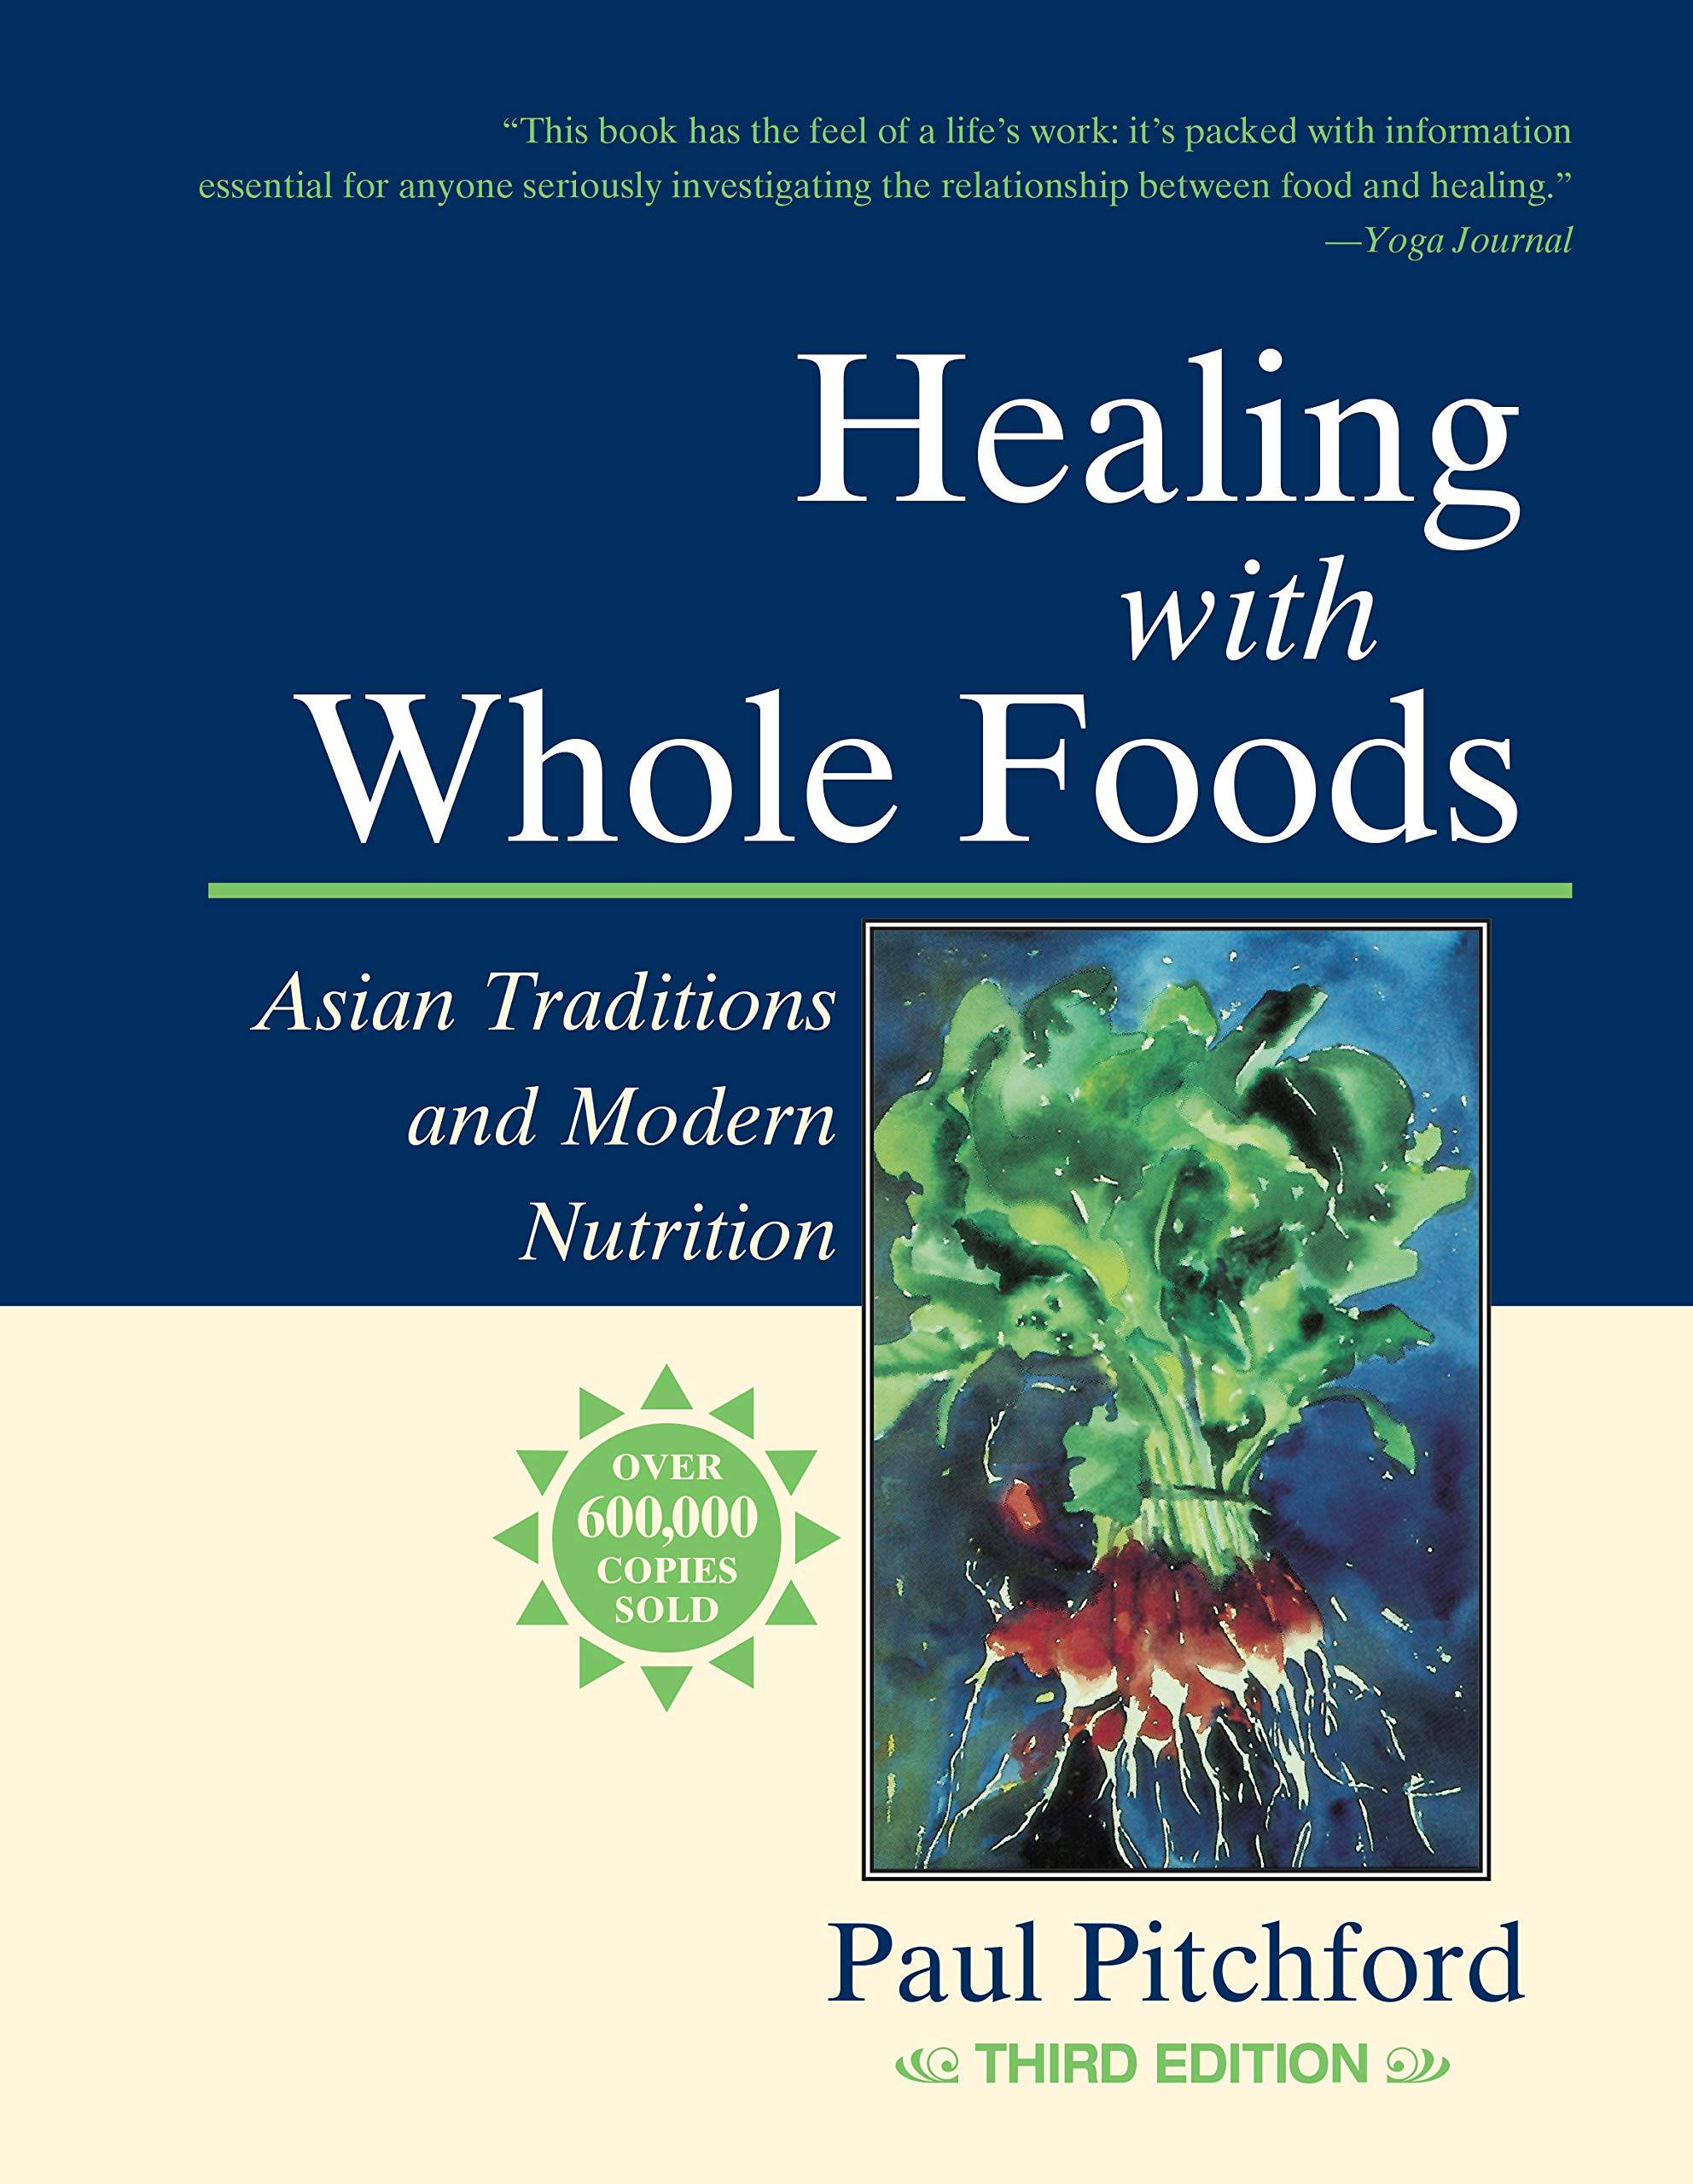 “This book has the feel of a life’s work: it’s packed with information
essential for anyone seriously investigating the relationship between food and healing.”
—Yoga Journal
Healing
with
Whole Foods
Asian Traditions
and Modern
Nutrition
OVER
600,000
COPIES
SOLD
Paul Pitchford
THIRD EDITION